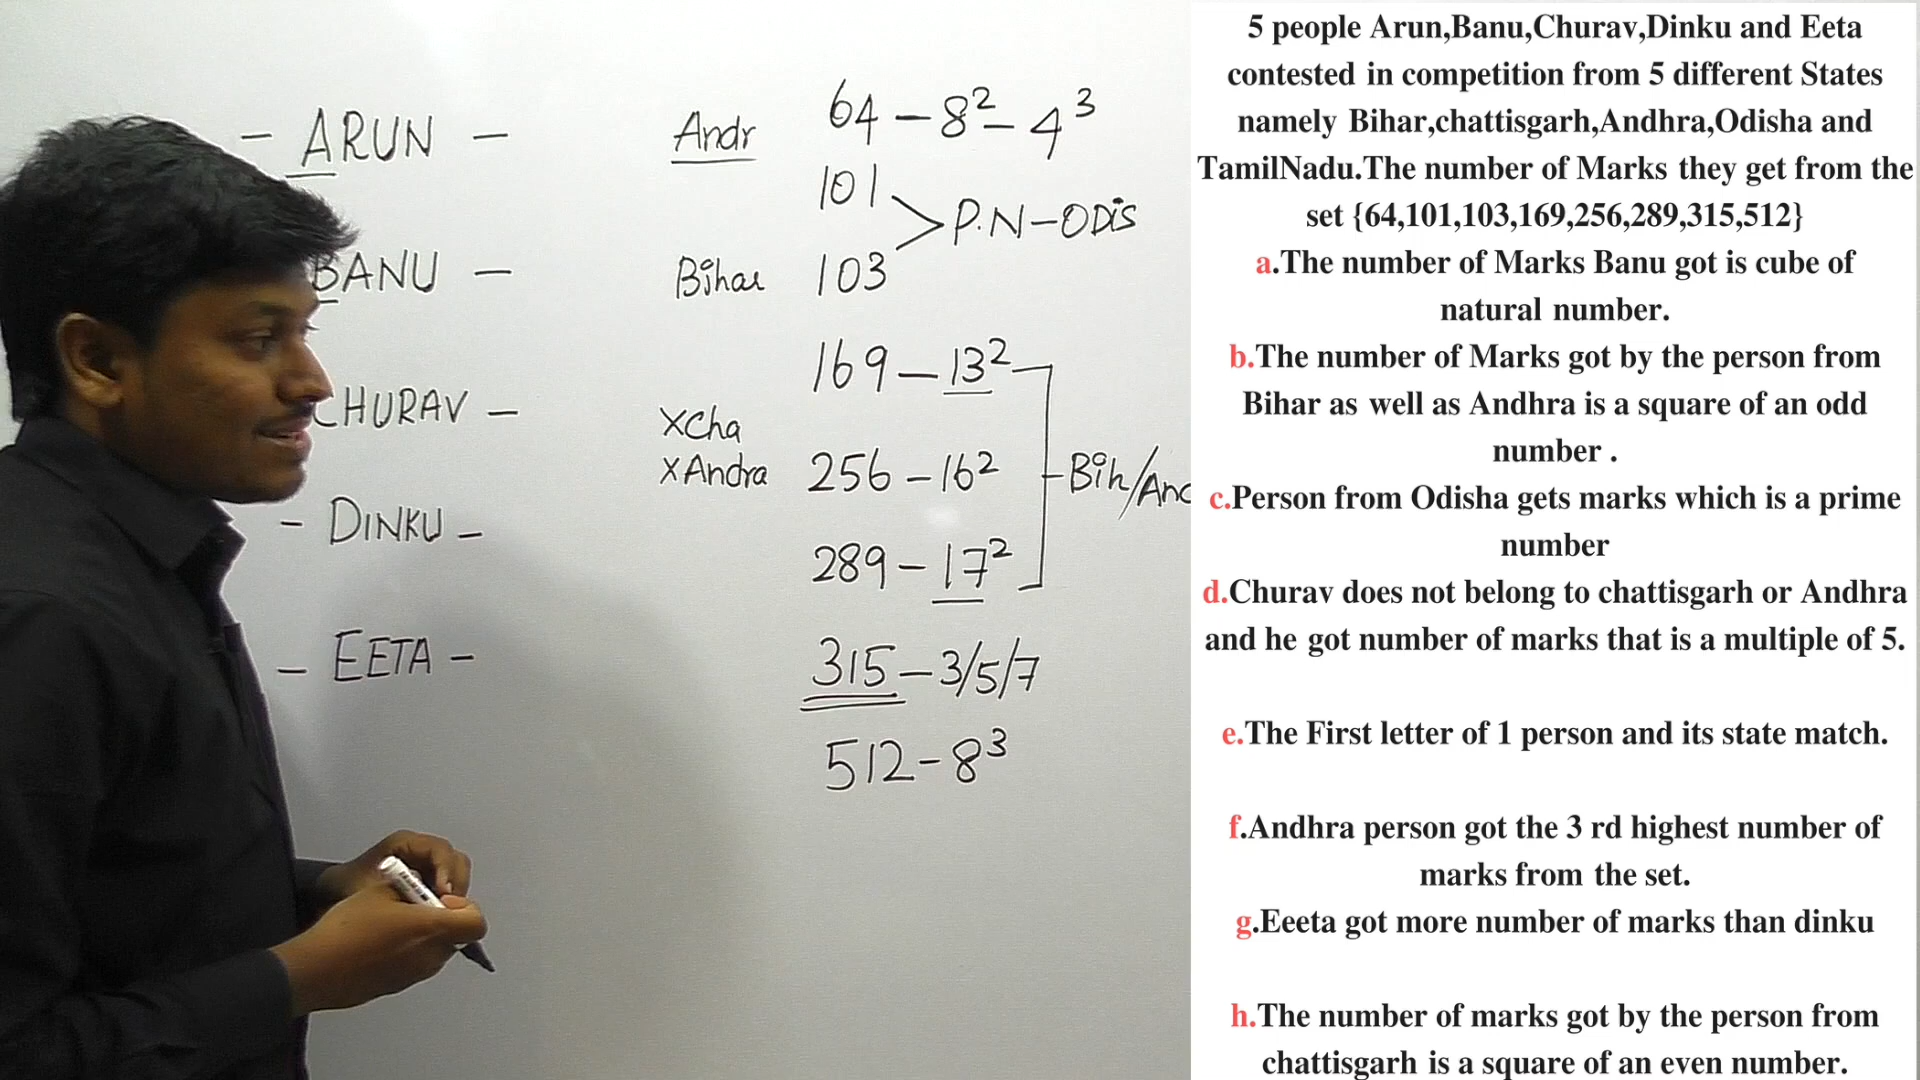 - ARUN -
BANU -
CHURAV -
- DINKU -
- EETA -
Andr
Bihar
XCha
XAndra
64 - 8² - 4³
101
103
> P.N - ODis
169 - 13²
256 - 16²
289 - 17²
- Bih/And
315 - 3/5/7
512 - 8³
5 people Arun,Banu,Churav,Dinku and Eeta
contested in competition from 5 different States
namely Bihar,chattisgarh,Andhra,Odisha and
TamilNadu.The number of Marks they get from the
set {64,101,103,169,256,289,315,512}
a.The number of Marks Banu got is cube of
natural number.
b.The number of Marks got by the person from
Bihar as well as Andhra is a square of an odd
number .
c.Person from Odisha gets marks which is a prime
number
d.Churav does not belong to chattisgarh or Andhra
and he got number of marks that is a multiple of 5.
e.The First letter of 1 person and its state match.
f.Andhra person got the 3 rd highest number of
marks from the set.
g.Eeeta got more number of marks than dinku
h.The number of marks got by the person from
chattisgarh is a square of an even number.